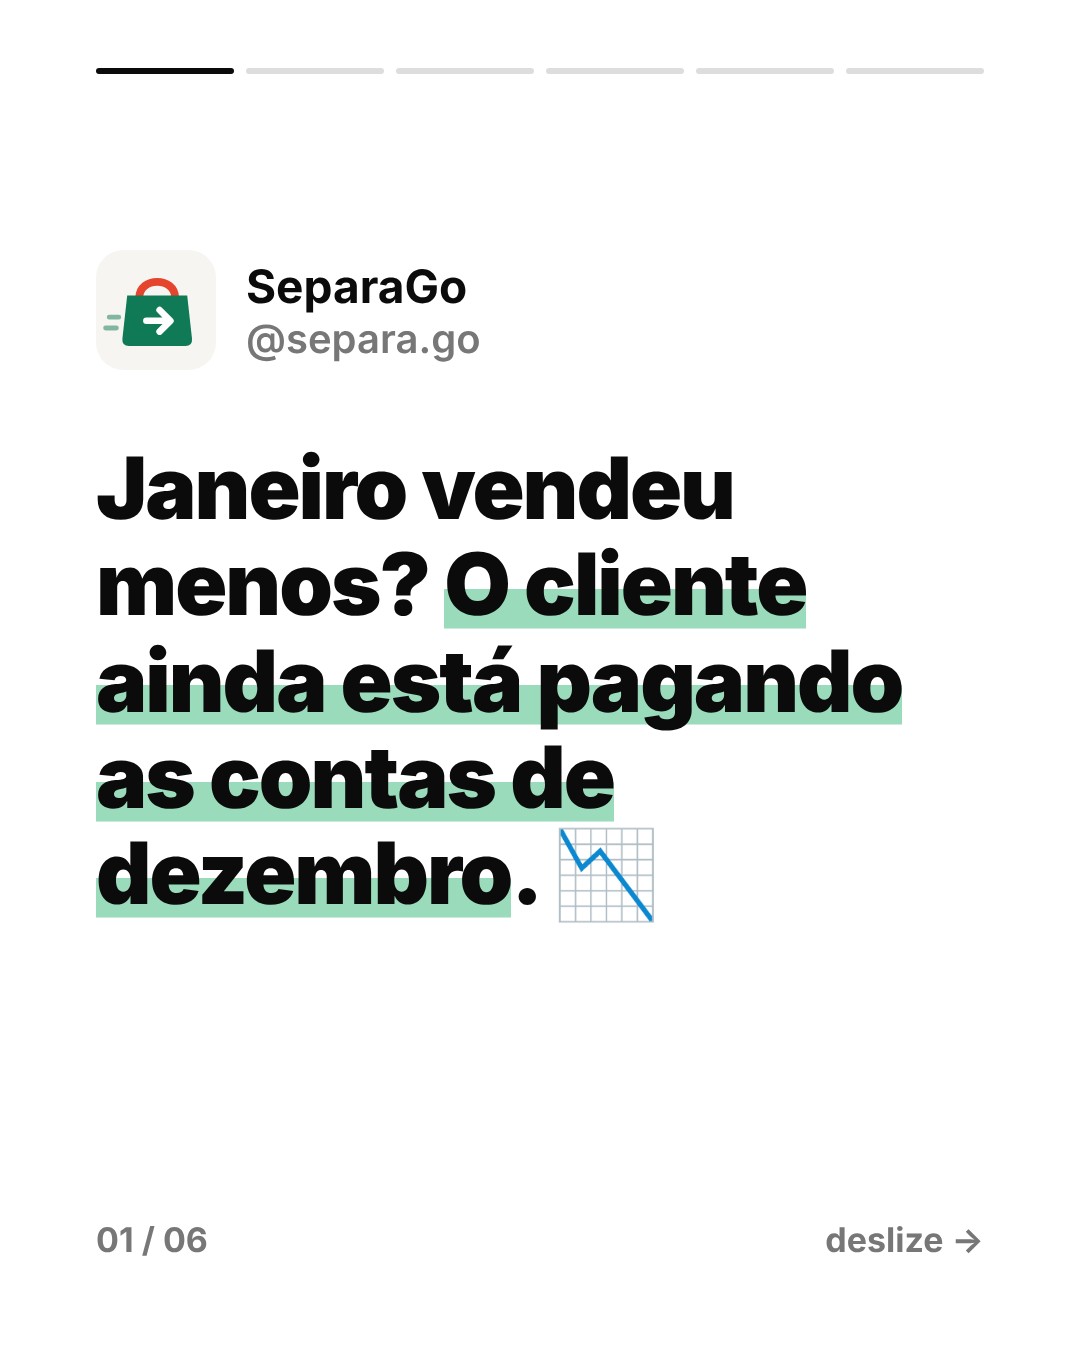 SeparaGo
@separa.go
Janeiro vendeu
menos? O cliente
ainda está pagando
as contas de
dezembro. 📉
01 / 06
deslize →